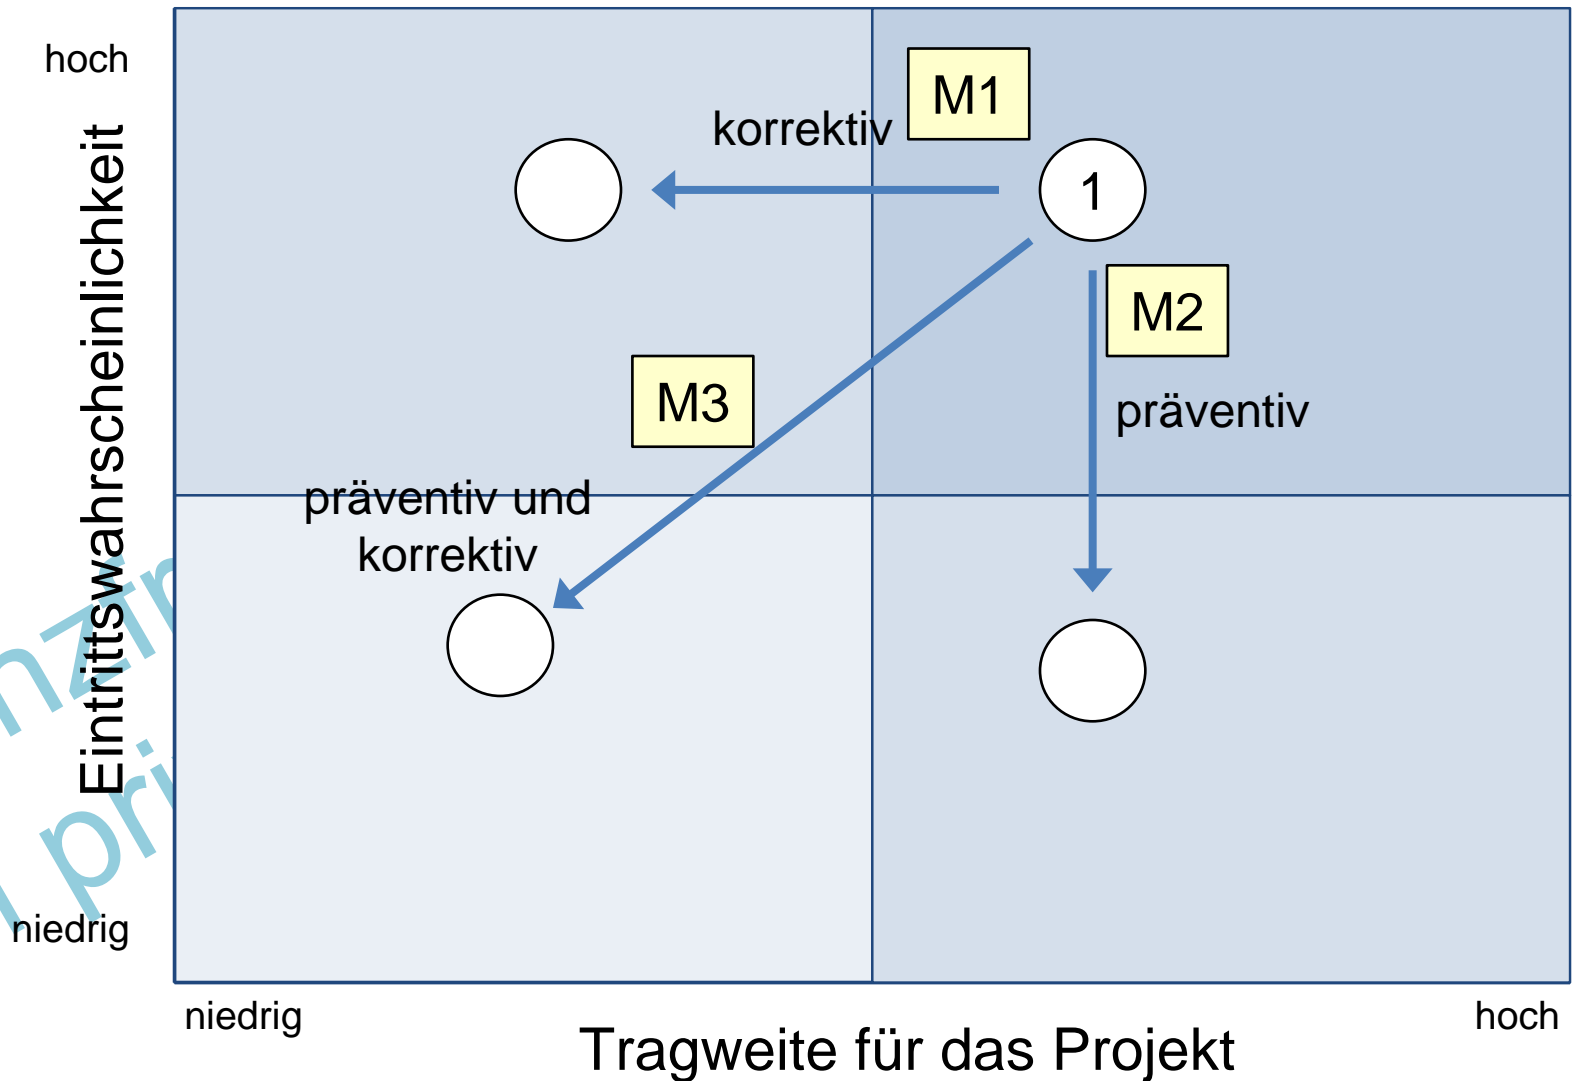 hoch
M1
korrektiv
1
M2
M3
präventiv
präventiv und
korrektiv
Eintrittswahrscheinlichkeit
niedrig
niedrig
hoch
Tragweite für das Projekt